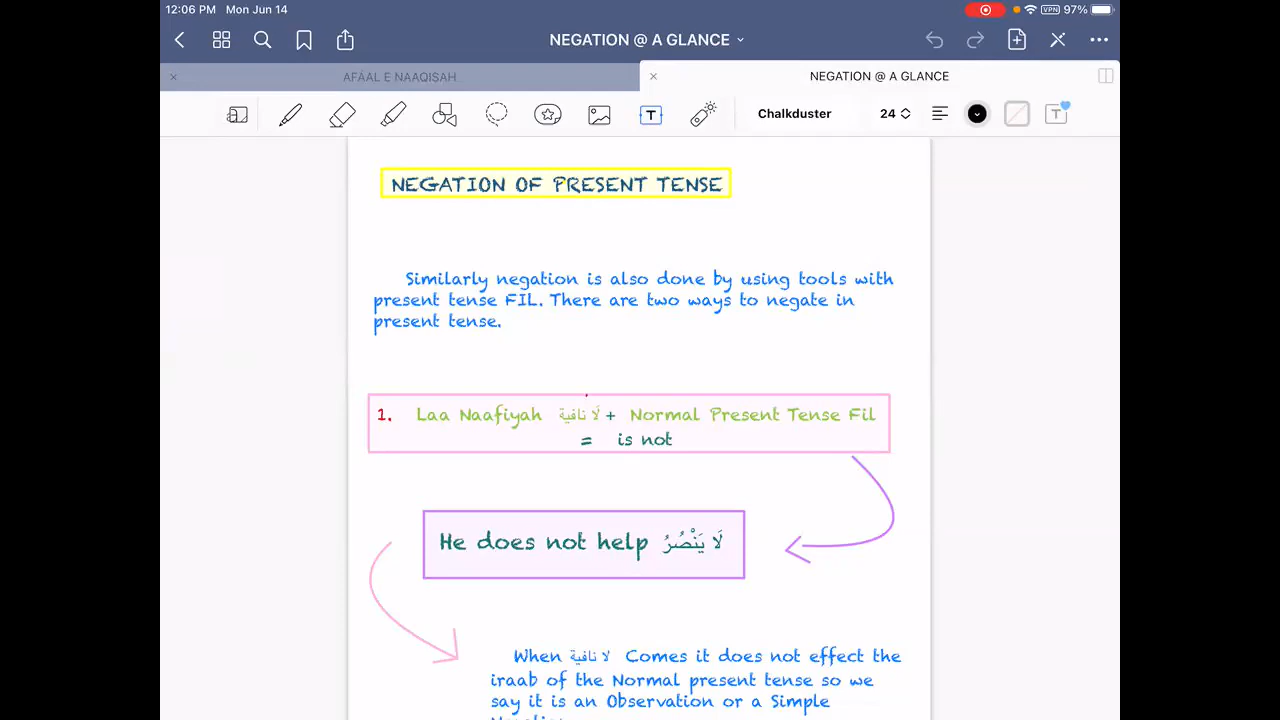 12:06 PM Mon Jun 14
VPN 97%
NEGATION @ A GLANCE
AFÁAL E NAAQISAH
NEGATION @ A GLANCE
Chalkduster 24
NEGATION OF PRESENT TENSE
Similarly negation is also done by using tools with
present tense FIL. There are two ways to negate in
present tense.
1. Laa Naafiyah لَا نافية + Normal Present Tense Fil
= is not
He does not help لَا يَنْصُرُ
When لا نافية Comes it does not effect the
iraab of the Normal present tense so we
say it is an Observation or a Simple